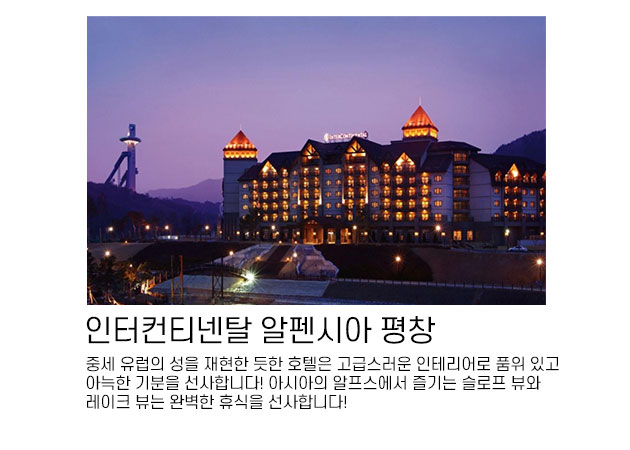 INTERCONTINENTAL
인터컨티넨탈 알펜시아 평창
중세 유럽의 성을 재현한 듯한 호텔은 고급스러운 인테리어로 품위 있고
아늑한 기분을 선사합니다! 아시아의 알프스에서 즐기는 슬로프 뷰와
레이크 뷰는 완벽한 휴식을 선사합니다!